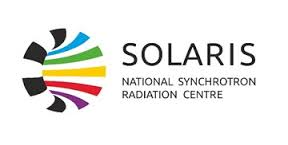 SOLARIS
NATIONAL SYNCHROTRON
RADIATION CENTRE